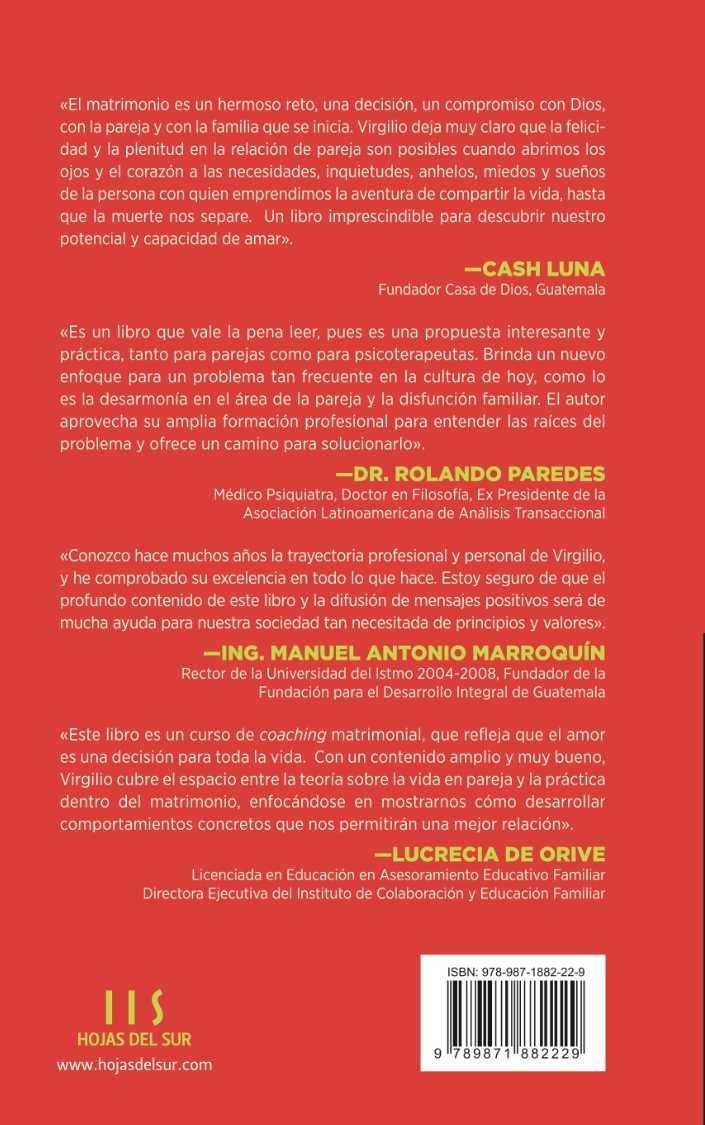 «El matrimonio es un hermoso reto, una decisión, un compromiso con Dios,
con la pareja y con la familia que se inicia. Virgilio deja muy claro que la felici-
dad y la plenitud en la relación de pareja son posibles cuando abrimos los
ojos y el corazón a las necesidades, inquietudes, anhelos, miedos y sueños
de la persona con quien emprendimos la aventura de compartir la vida, hasta
que la muerte nos separe.  Un libro imprescindible para descubrir nuestro
potencial y capacidad de amar».
—CASH LUNA
Fundador Casa de Dios, Guatemala
«Es un libro que vale la pena leer, pues es una propuesta interesante y
práctica, tanto para parejas como para psicoterapeutas. Brinda un nuevo
enfoque para un problema tan frecuente en la cultura de hoy, como lo
es la desarmonía en el área de la pareja y la disfunción familiar. El autor
aprovecha su amplia formación profesional para entender las raíces del
problema y ofrece un camino para solucionarlo».
—DR. ROLANDO PAREDES
Médico Psiquiatra, Doctor en Filosofía, Ex Presidente de la
Asociación Latinoamericana de Análisis Transaccional
«Conozco hace muchos años la trayectoria profesional y personal de Virgilio,
y he comprobado su excelencia en todo lo que hace. Estoy seguro de que el
profundo contenido de este libro y la difusión de mensajes positivos será de
mucha ayuda para nuestra sociedad tan necesitada de principios y valores».
—ING. MANUEL ANTONIO MARROQUÍN
Rector de la Universidad del Istmo 2004-2008, Fundador de la
Fundación para el Desarrollo Integral de Guatemala
«Este libro es un curso de coaching matrimonial, que refleja que el amor
es una decisión para toda la vida.  Con un contenido amplio y muy bueno,
Virgilio cubre el espacio entre la teoría sobre la vida en pareja y la práctica
dentro del matrimonio, enfocándose en mostrarnos cómo desarrollar
comportamientos concretos que nos permitirán una mejor relación».
—LUCRECIA DE ORIVE
Licenciada en Educación en Asesoramiento Educativo Familiar
Directora Ejecutiva del Instituto de Colaboración y Educación Familiar
HOJAS DEL SUR
www.hojasdelsur.com
ISBN: 978-987-1882-22-9
9 789871 882229